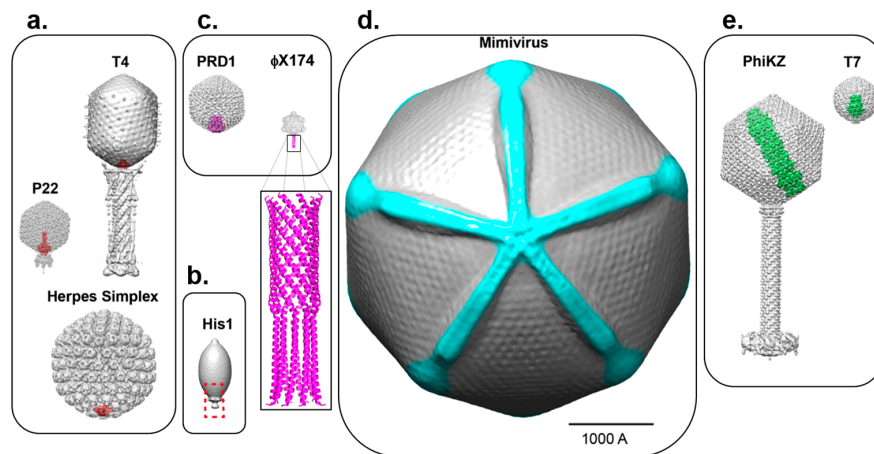 a.
T4
P22
Herpes Simplex
b.
His1
c.
PRD1
ϕX174
d.
Mimivirus
1000 A
e.
PhiKZ
T7